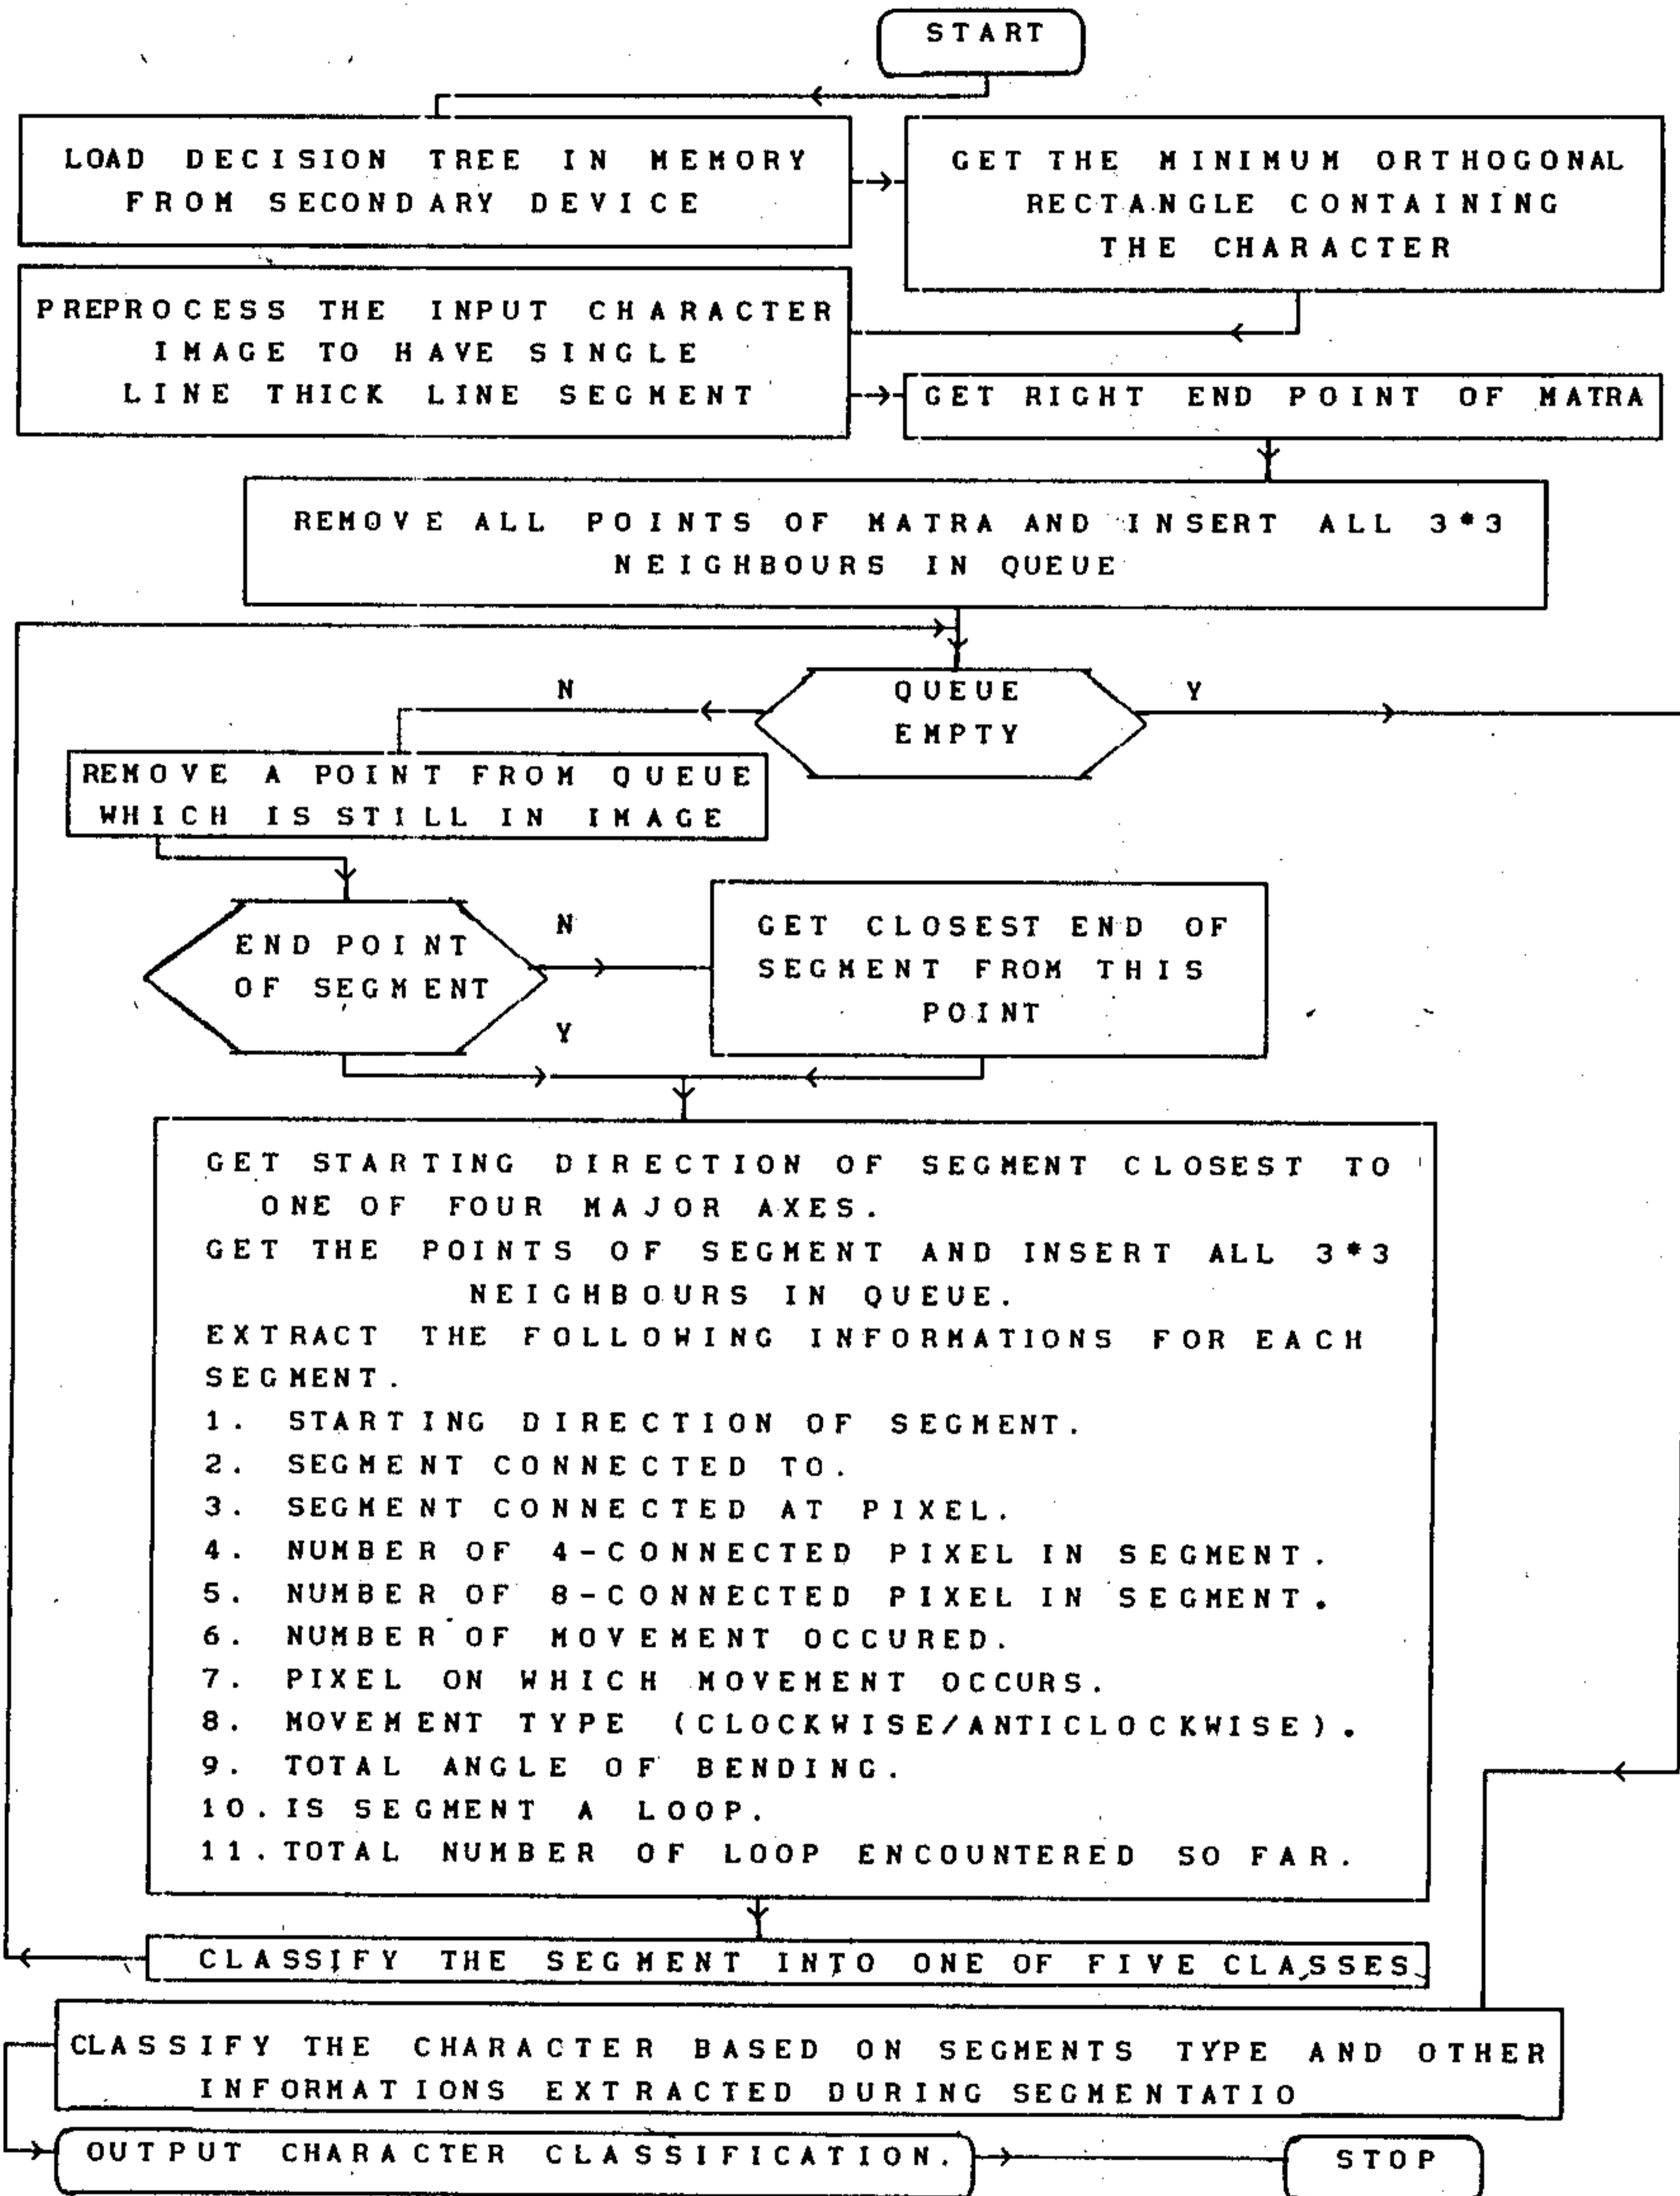 START
LOAD DECISION TREE IN MEMORY
FROM SECONDARY DEVICE
GET THE MINIMUM ORTHOGONAL
RECTANGLE CONTAINING
THE CHARACTER
PREPROCESS THE INPUT CHARACTER
IMAGE TO HAVE SINGLE
LINE THICK LINE SEGMENT
GET RIGHT END POINT OF MATRA
REMOVE ALL POINTS OF MATRA AND INSERT ALL 3*3
NEIGHBOURS IN QUEUE
N
QUEUE
EMPTY
Y
REMOVE A POINT FROM QUEUE
WHICH IS STILL IN IMAGE
END POINT
OF SEGMENT
N
Y
GET CLOSEST END OF
SEGMENT FROM THIS
POINT
GET STARTING DIRECTION OF SEGMENT CLOSEST TO
ONE OF FOUR MAJOR AXES.
GET THE POINTS OF SEGMENT AND INSERT ALL 3*3
NEIGHBOURS IN QUEUE.
EXTRACT THE FOLLOWING INFORMATIONS FOR EACH
SEGMENT.
1. STARTING DIRECTION OF SEGMENT.
2. SEGMENT CONNECTED TO.
3. SEGMENT CONNECTED AT PIXEL.
4. NUMBER OF 4-CONNECTED PIXEL IN SEGMENT.
5. NUMBER OF 8-CONNECTED PIXEL IN SEGMENT.
6. NUMBER OF MOVEMENT OCCURED.
7. PIXEL ON WHICH MOVEMENT OCCURS.
8. MOVEMENT TYPE (CLOCKWISE/ANTICLOCKWISE).
9. TOTAL ANGLE OF BENDING.
10. IS SEGMENT A LOOP.
11. TOTAL NUMBER OF LOOP ENCOUNTERED SO FAR.
CLASSIFY THE SEGMENT INTO ONE OF FIVE CLASSES
CLASSIFY THE CHARACTER BASED ON SEGMENTS TYPE AND OTHER
INFORMATIONS EXTRACTED DURING SEGMENTATIO
OUTPUT CHARACTER CLASSIFICATION.
STOP